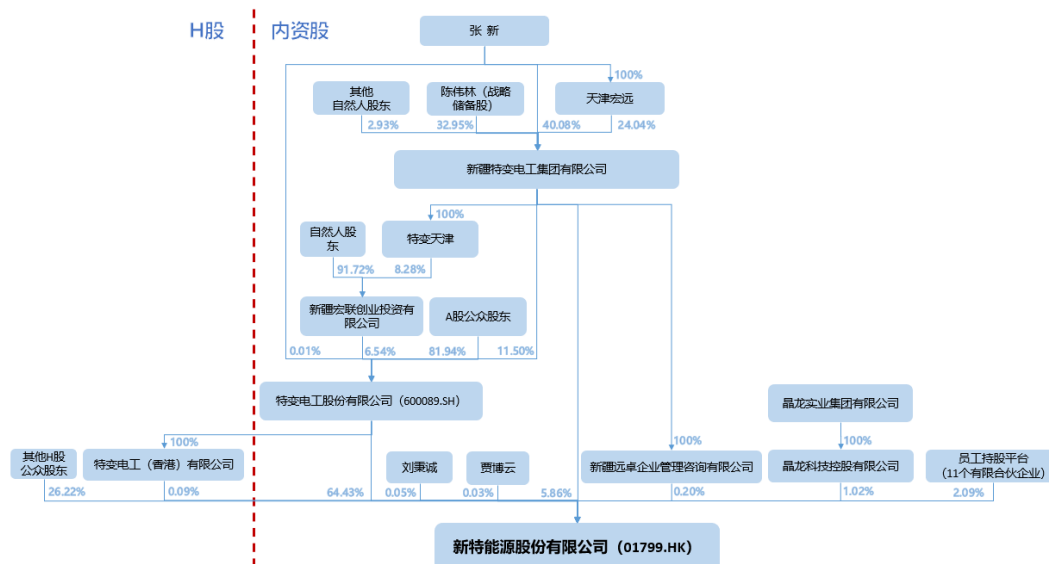 H股
内资股
张 新
100%
其他
自然人股东
陈伟林（战略
储备股）
天津宏远
2.93%
32.95%
40.08%
24.04%
新疆特变电工集团有限公司
100%
自然人股
东
特变天津
91.72%
8.28%
新疆宏联创业投资有
限公司
A股公众股东
0.01%
6.54%
81.94%
11.50%
特变电工股份有限公司（600089.SH）
晶龙实业集团有限公司
100%
100%
100%
其他H股
公众股东
特变电工（香港）有限公司
刘秉诚
贾博云
新疆远卓企业管理咨询有限公司
晶龙科技控股有限公司
员工持股平台
（11个有限合伙企业）
26.22%
0.09%
64.43%
0.05%
0.03%
5.86%
0.20%
1.02%
2.09%
新特能源股份有限公司（01799.HK）